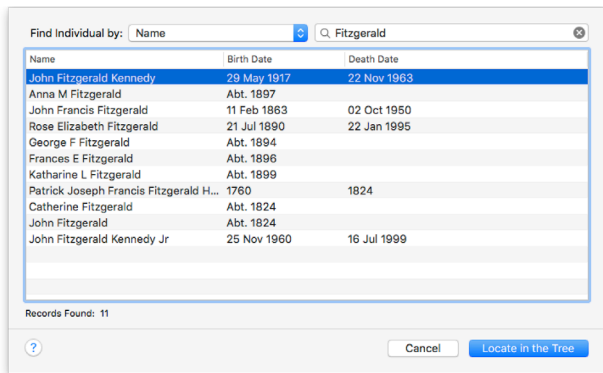 Find Individual by: Name Fitzgerald
Name Birth Date Death Date
John Fitzgerald Kennedy 29 May 1917 22 Nov 1963
Anna M Fitzgerald Abt. 1897
John Francis Fitzgerald 11 Feb 1863 02 Oct 1950
Rose Elizabeth Fitzgerald 21 Jul 1890 22 Jan 1995
George F Fitzgerald Abt. 1894
Frances E Fitzgerald Abt. 1896
Katharine L Fitzgerald Abt. 1899
Patrick Joseph Francis Fitzgerald H... 1760 1824
Catherine Fitzgerald Abt. 1824
John Fitzgerald Abt. 1824
John Fitzgerald Kennedy Jr 25 Nov 1960 16 Jul 1999
Records Found: 11
? Cancel Locate in the Tree